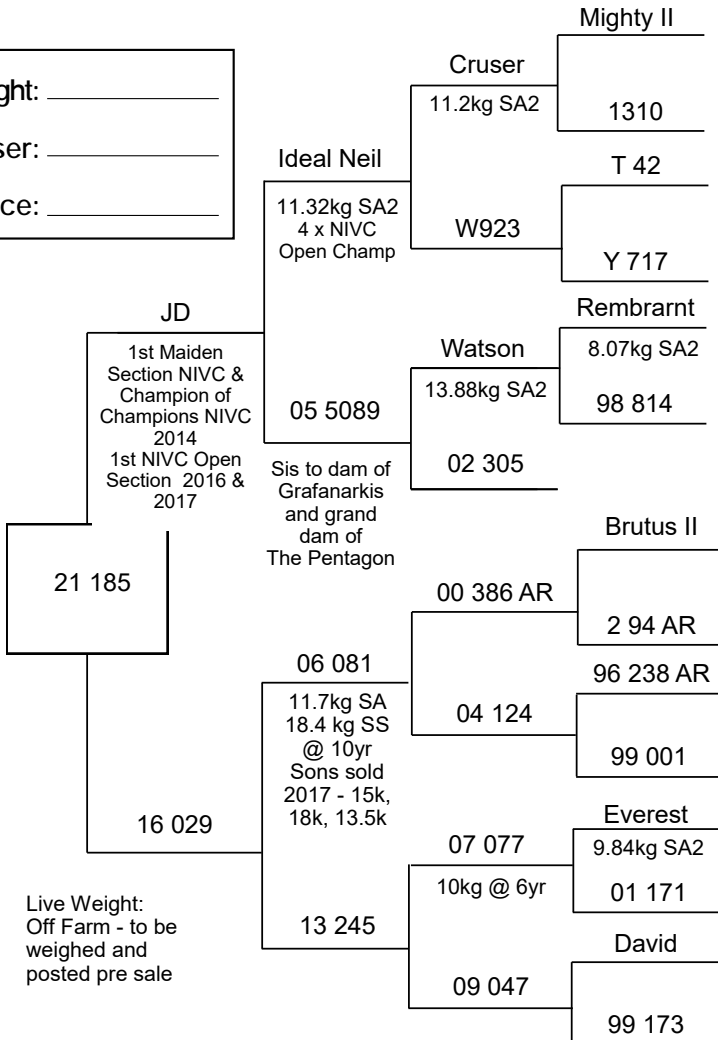 ght:
ser:
ce:
Mighty II
Cruser
11.2kg SA2
1310
Ideal Neil
T 42
11.32kg SA2
4 x NIVC
Open Champ
W923
Y 717
JD
Rembrarnt
1st Maiden
Section NIVC &
Champion of
Champions NIVC
2014
1st NIVC Open
Section 2016 &
2017
Watson
8.07kg SA2
13.88kg SA2
98 814
05 5089
02 305
Sis to dam of
Grafanarkis
and grand
dam of
The Pentagon
21 185
Brutus II
00 386 AR
2 94 AR
06 081
96 238 AR
11.7kg SA
18.4 kg SS
@ 10yr
Sons sold
2017 - 15k,
18k, 13.5k
04 124
99 001
16 029
Everest
07 077
9.84kg SA2
10kg @ 6yr
01 171
Live Weight:
Off Farm - to be
weighed and
posted pre sale
13 245
David
09 047
99 173